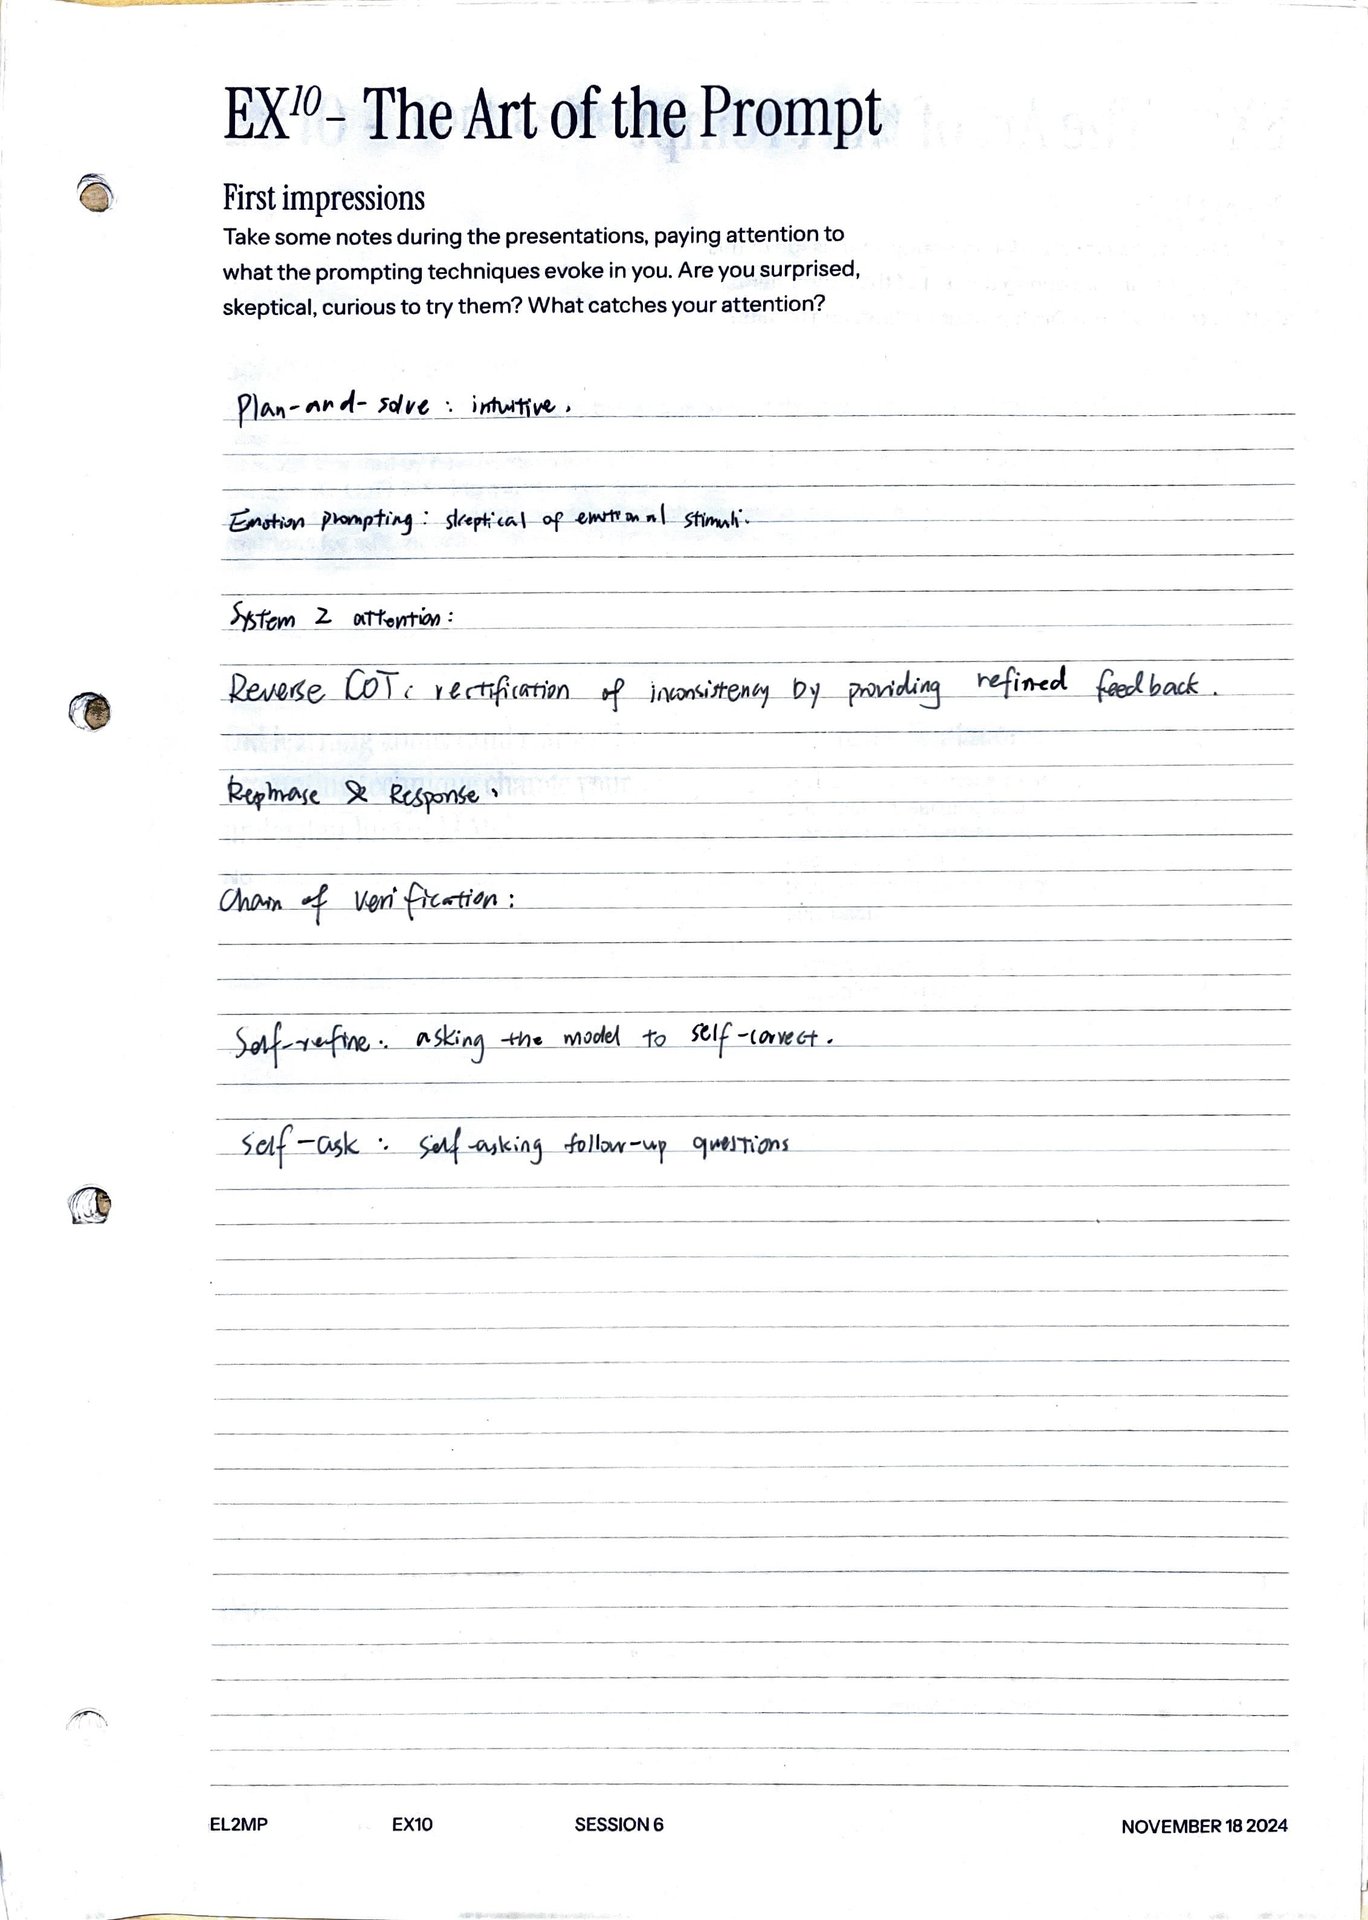 EX10 - The Art of the Prompt
First impressions
Take some notes during the presentations, paying attention to
what the prompting techniques evoke in you. Are you surprised,
skeptical, curious to try them? What catches your attention?
Plan-and-solve : intuitive.
Emotion prompting: skeptical of emotional stimuli.
System 2 attention:
Reverse COT: rectification of inconsistency by providing refined feedback.
Rephrase & Response:
Chain of verification:
Self-refine: asking the model to self-correct.
Self-ask : self-asking follow-up questions
EL2MP EX10 SESSION 6 NOVEMBER 18 2024